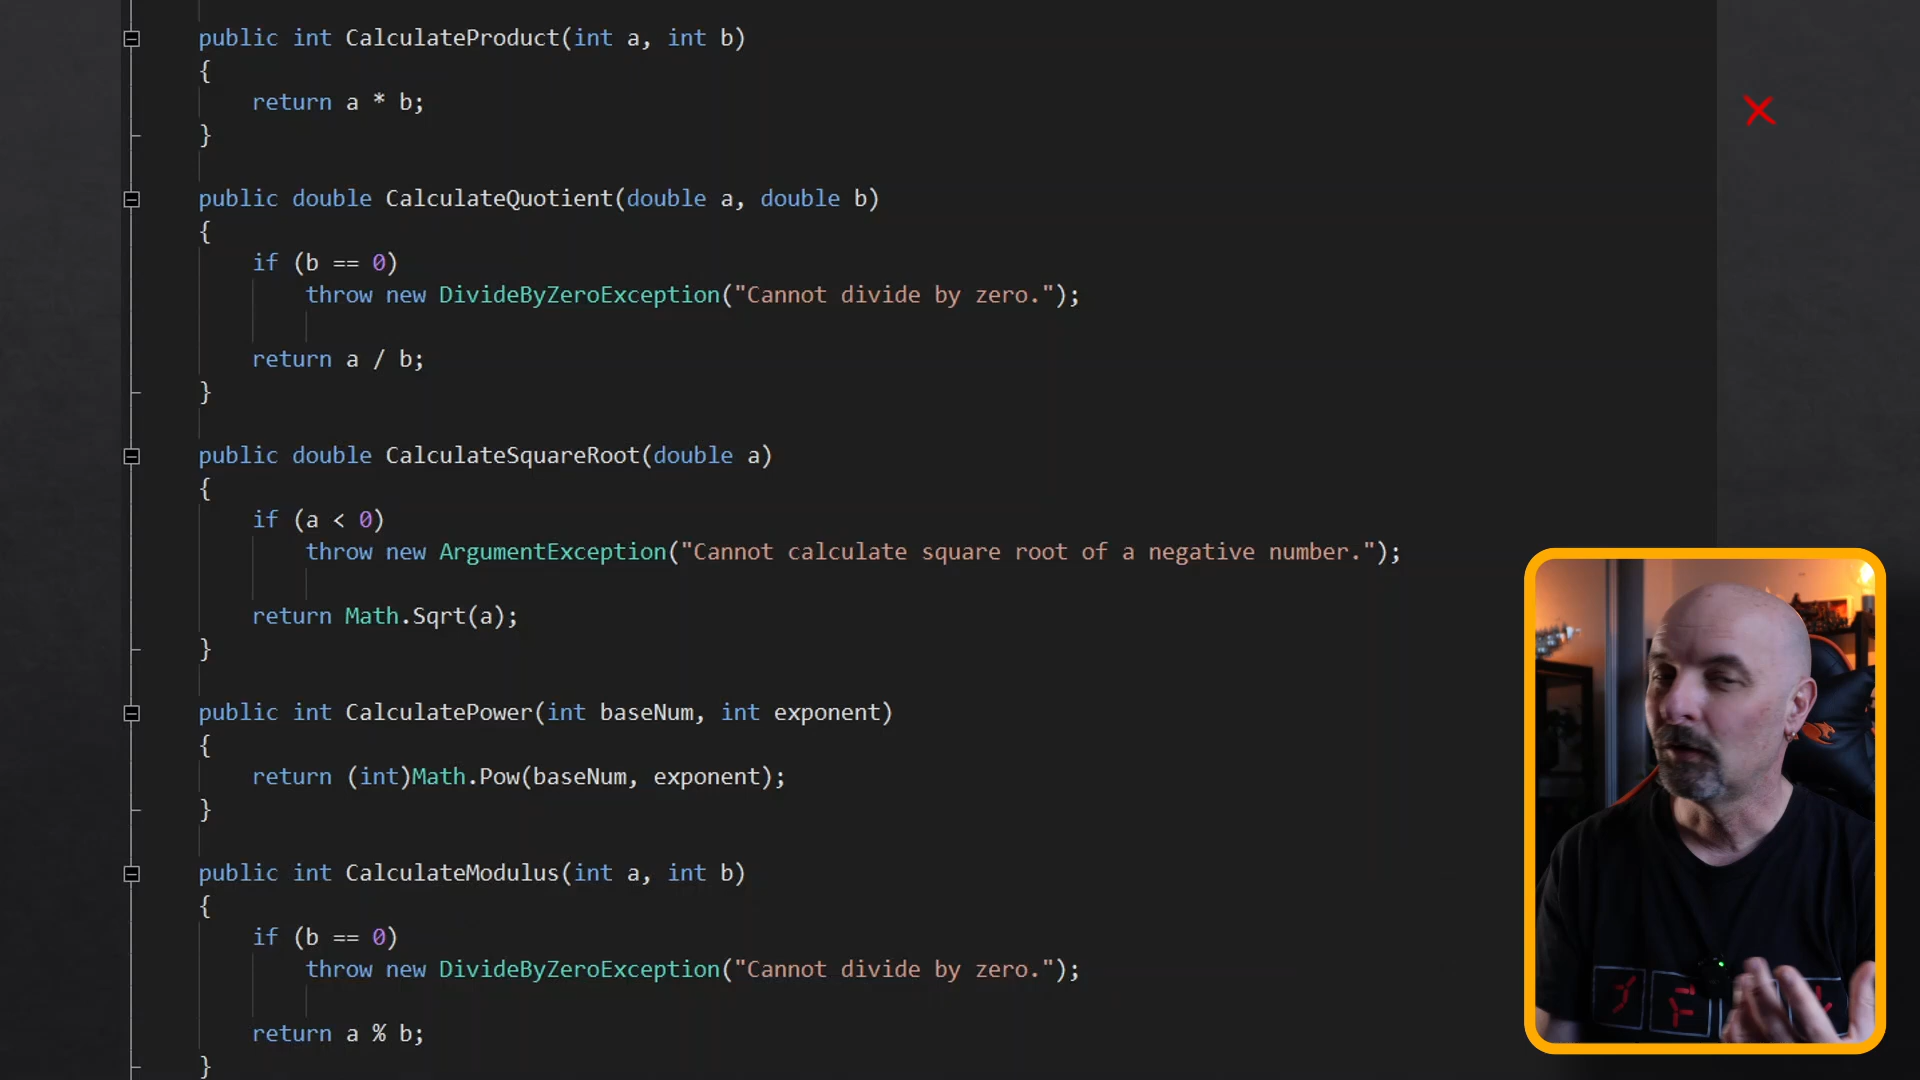 public int CalculateProduct(int a, int b)
{
return a * b;
}
public double CalculateQuotient(double a, double b)
{
if (b == 0)
throw new DivideByZeroException("Cannot divide by zero.");
return a / b;
}
public double CalculateSquareRoot(double a)
{
if (a < 0)
throw new ArgumentException("Cannot calculate square root of a negative number.");
return Math.Sqrt(a);
}
public int CalculatePower(int baseNum, int exponent)
{
return (int)Math.Pow(baseNum, exponent);
}
public int CalculateModulus(int a, int b)
{
if (b == 0)
throw new DivideByZeroException("Cannot divide by zero.");
return a % b;
}